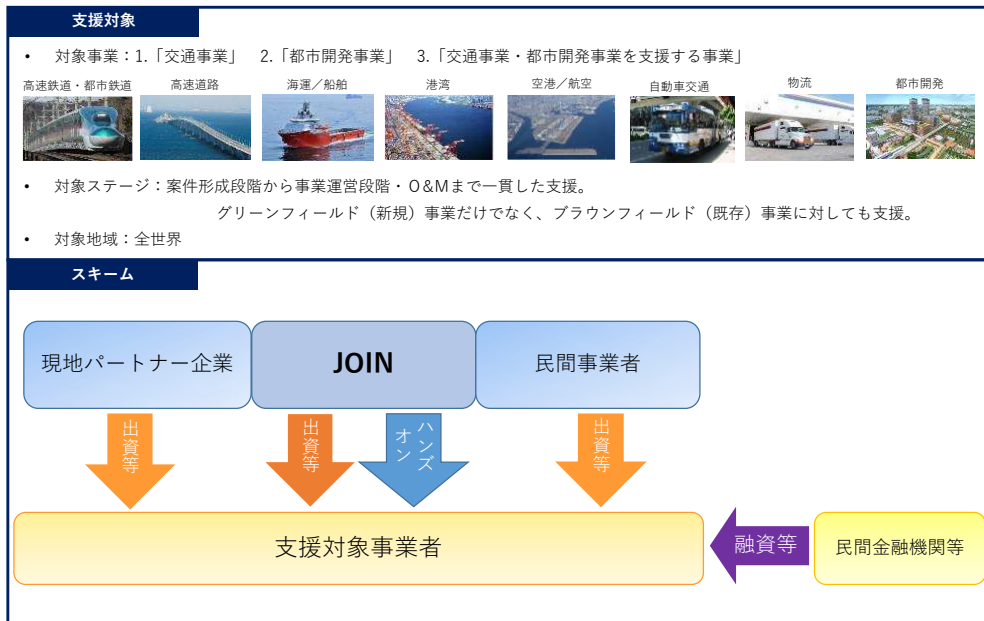 支援対象
• 対象事業：1.「交通事業」　2.「都市開発事業」　3.「交通事業・都市開発事業を支援する事業」
高速鉄道・都市鉄道
高速道路
海運／船舶
港湾
空港／航空
自動車交通
物流
都市開発
• 対象ステージ：案件形成段階から事業運営段階・O&Mまで一貫した支援。
グリーンフィールド（新規）事業だけでなく、ブラウンフィールド（既存）事業に対しても支援。
• 対象地域：全世界
スキーム
現地パートナー企業
JOIN
民間事業者
出資等
出資等
ハンズオン
出資等
支援対象事業者
融資等
民間金融機関等